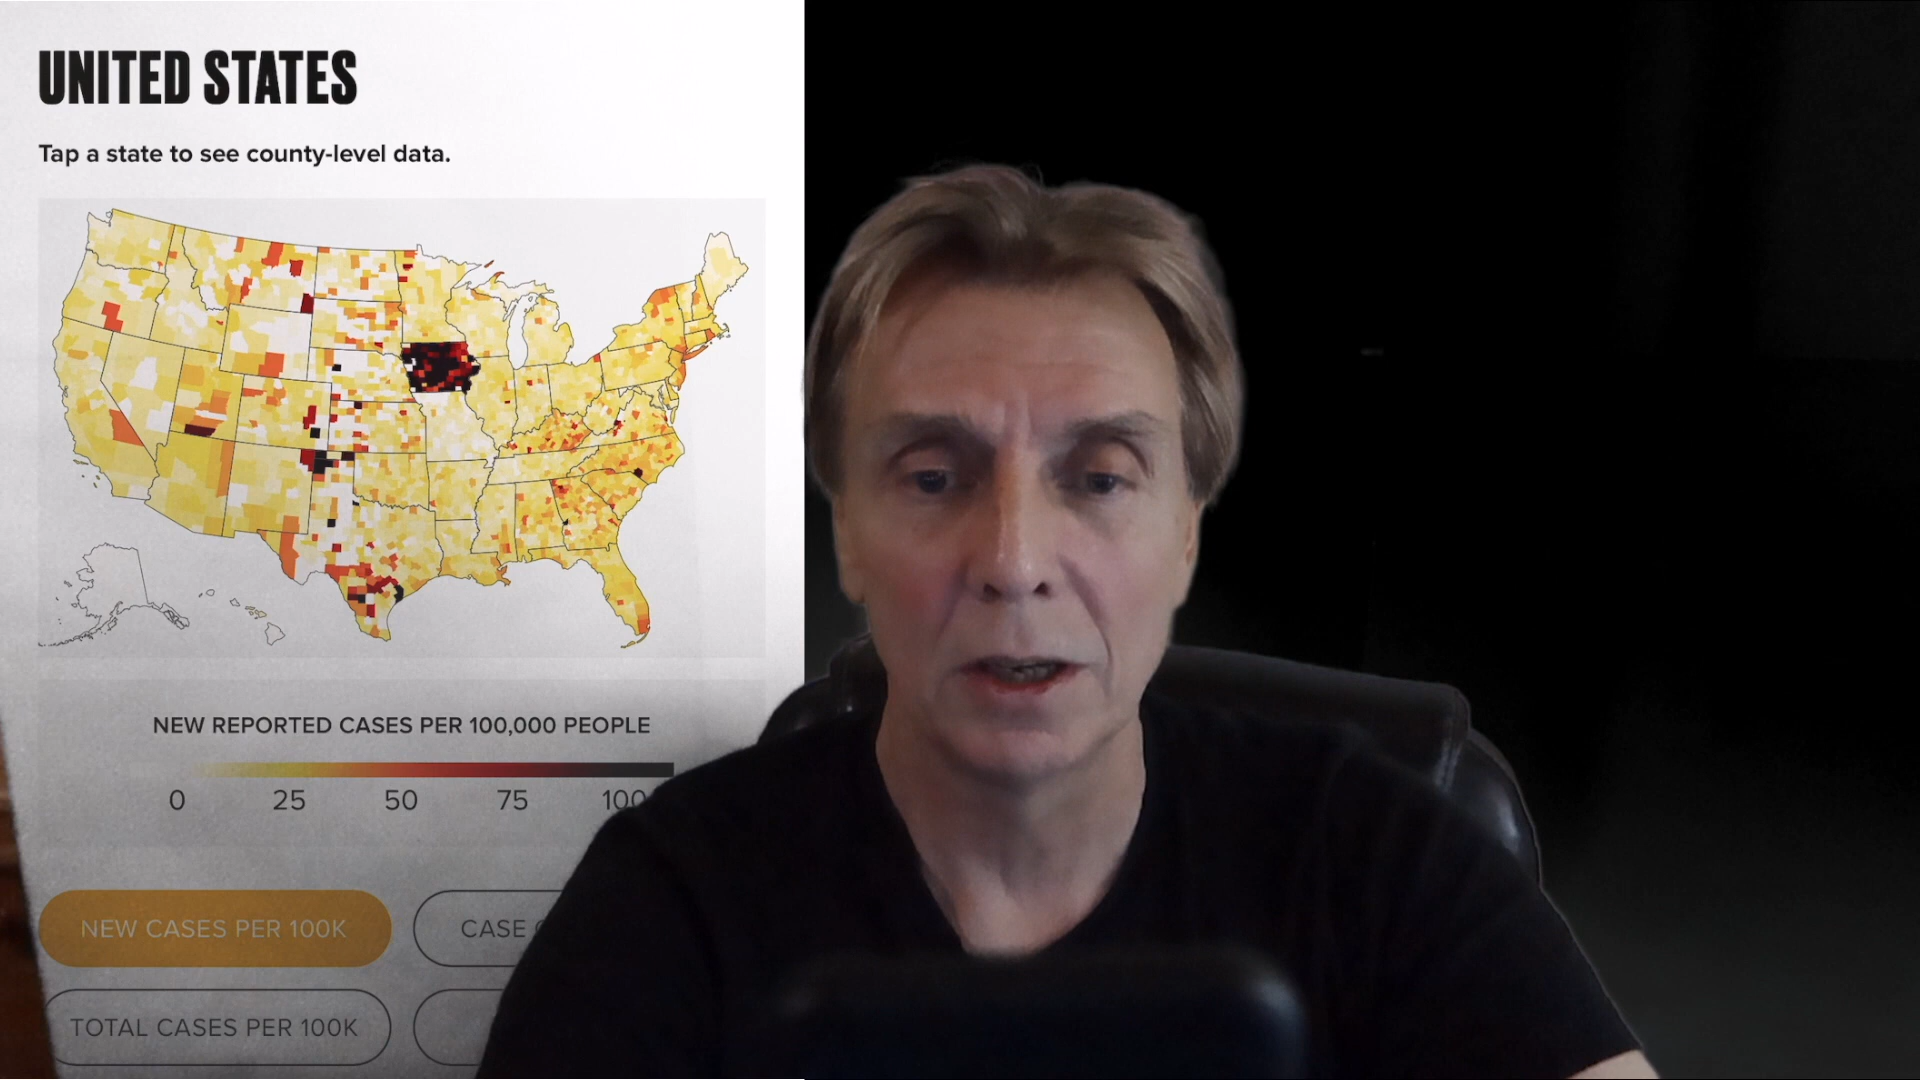 UNITED STATES
Tap a state to see county-level data.
NEW REPORTED CASES PER 100,000 PEOPLE
0 25 50 75 100
NEW CASES PER 100K
CASE
TOTAL CASES PER 100K